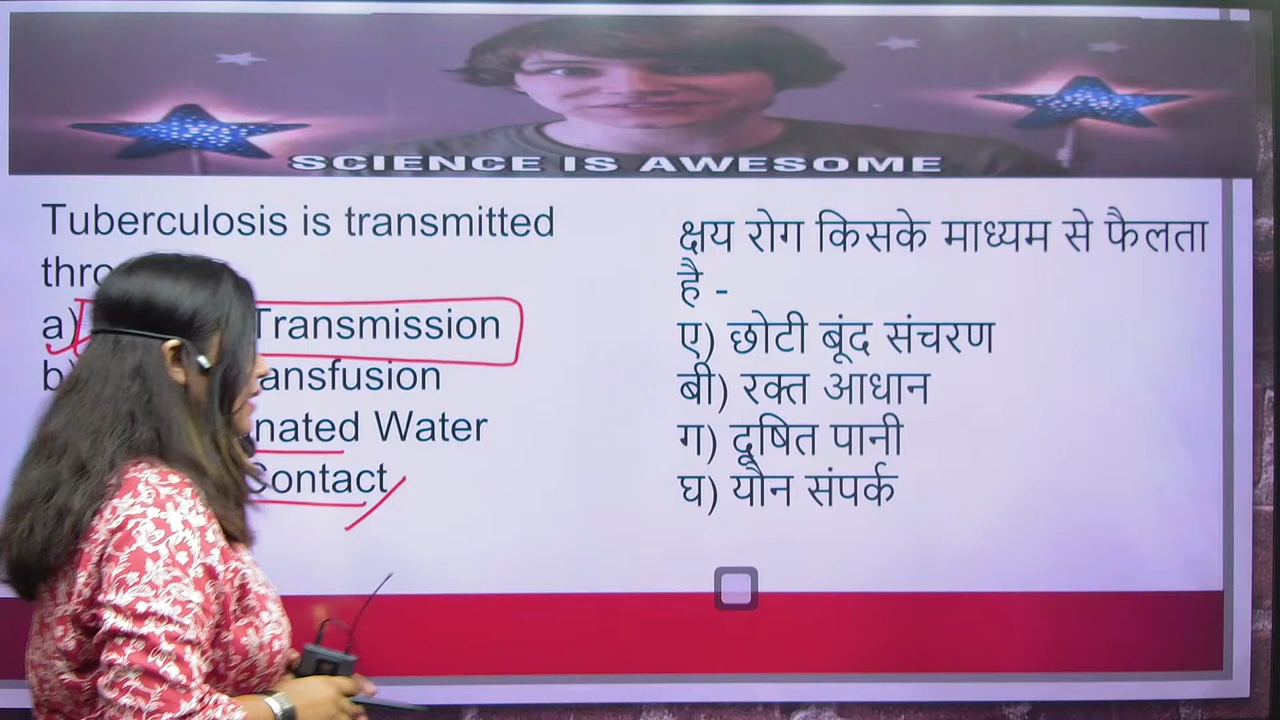 SCIENCE IS AWESOME
Tuberculosis is transmitted
thro
a) Transmission
b ansfusion
nated Water
Contact
क्षय रोग किसके माध्यम से फैलता
है -
ए) छोटी बूंद संचरण
बी) रक्त आधान
ग) दूषित पानी
घ) यौन संपर्क